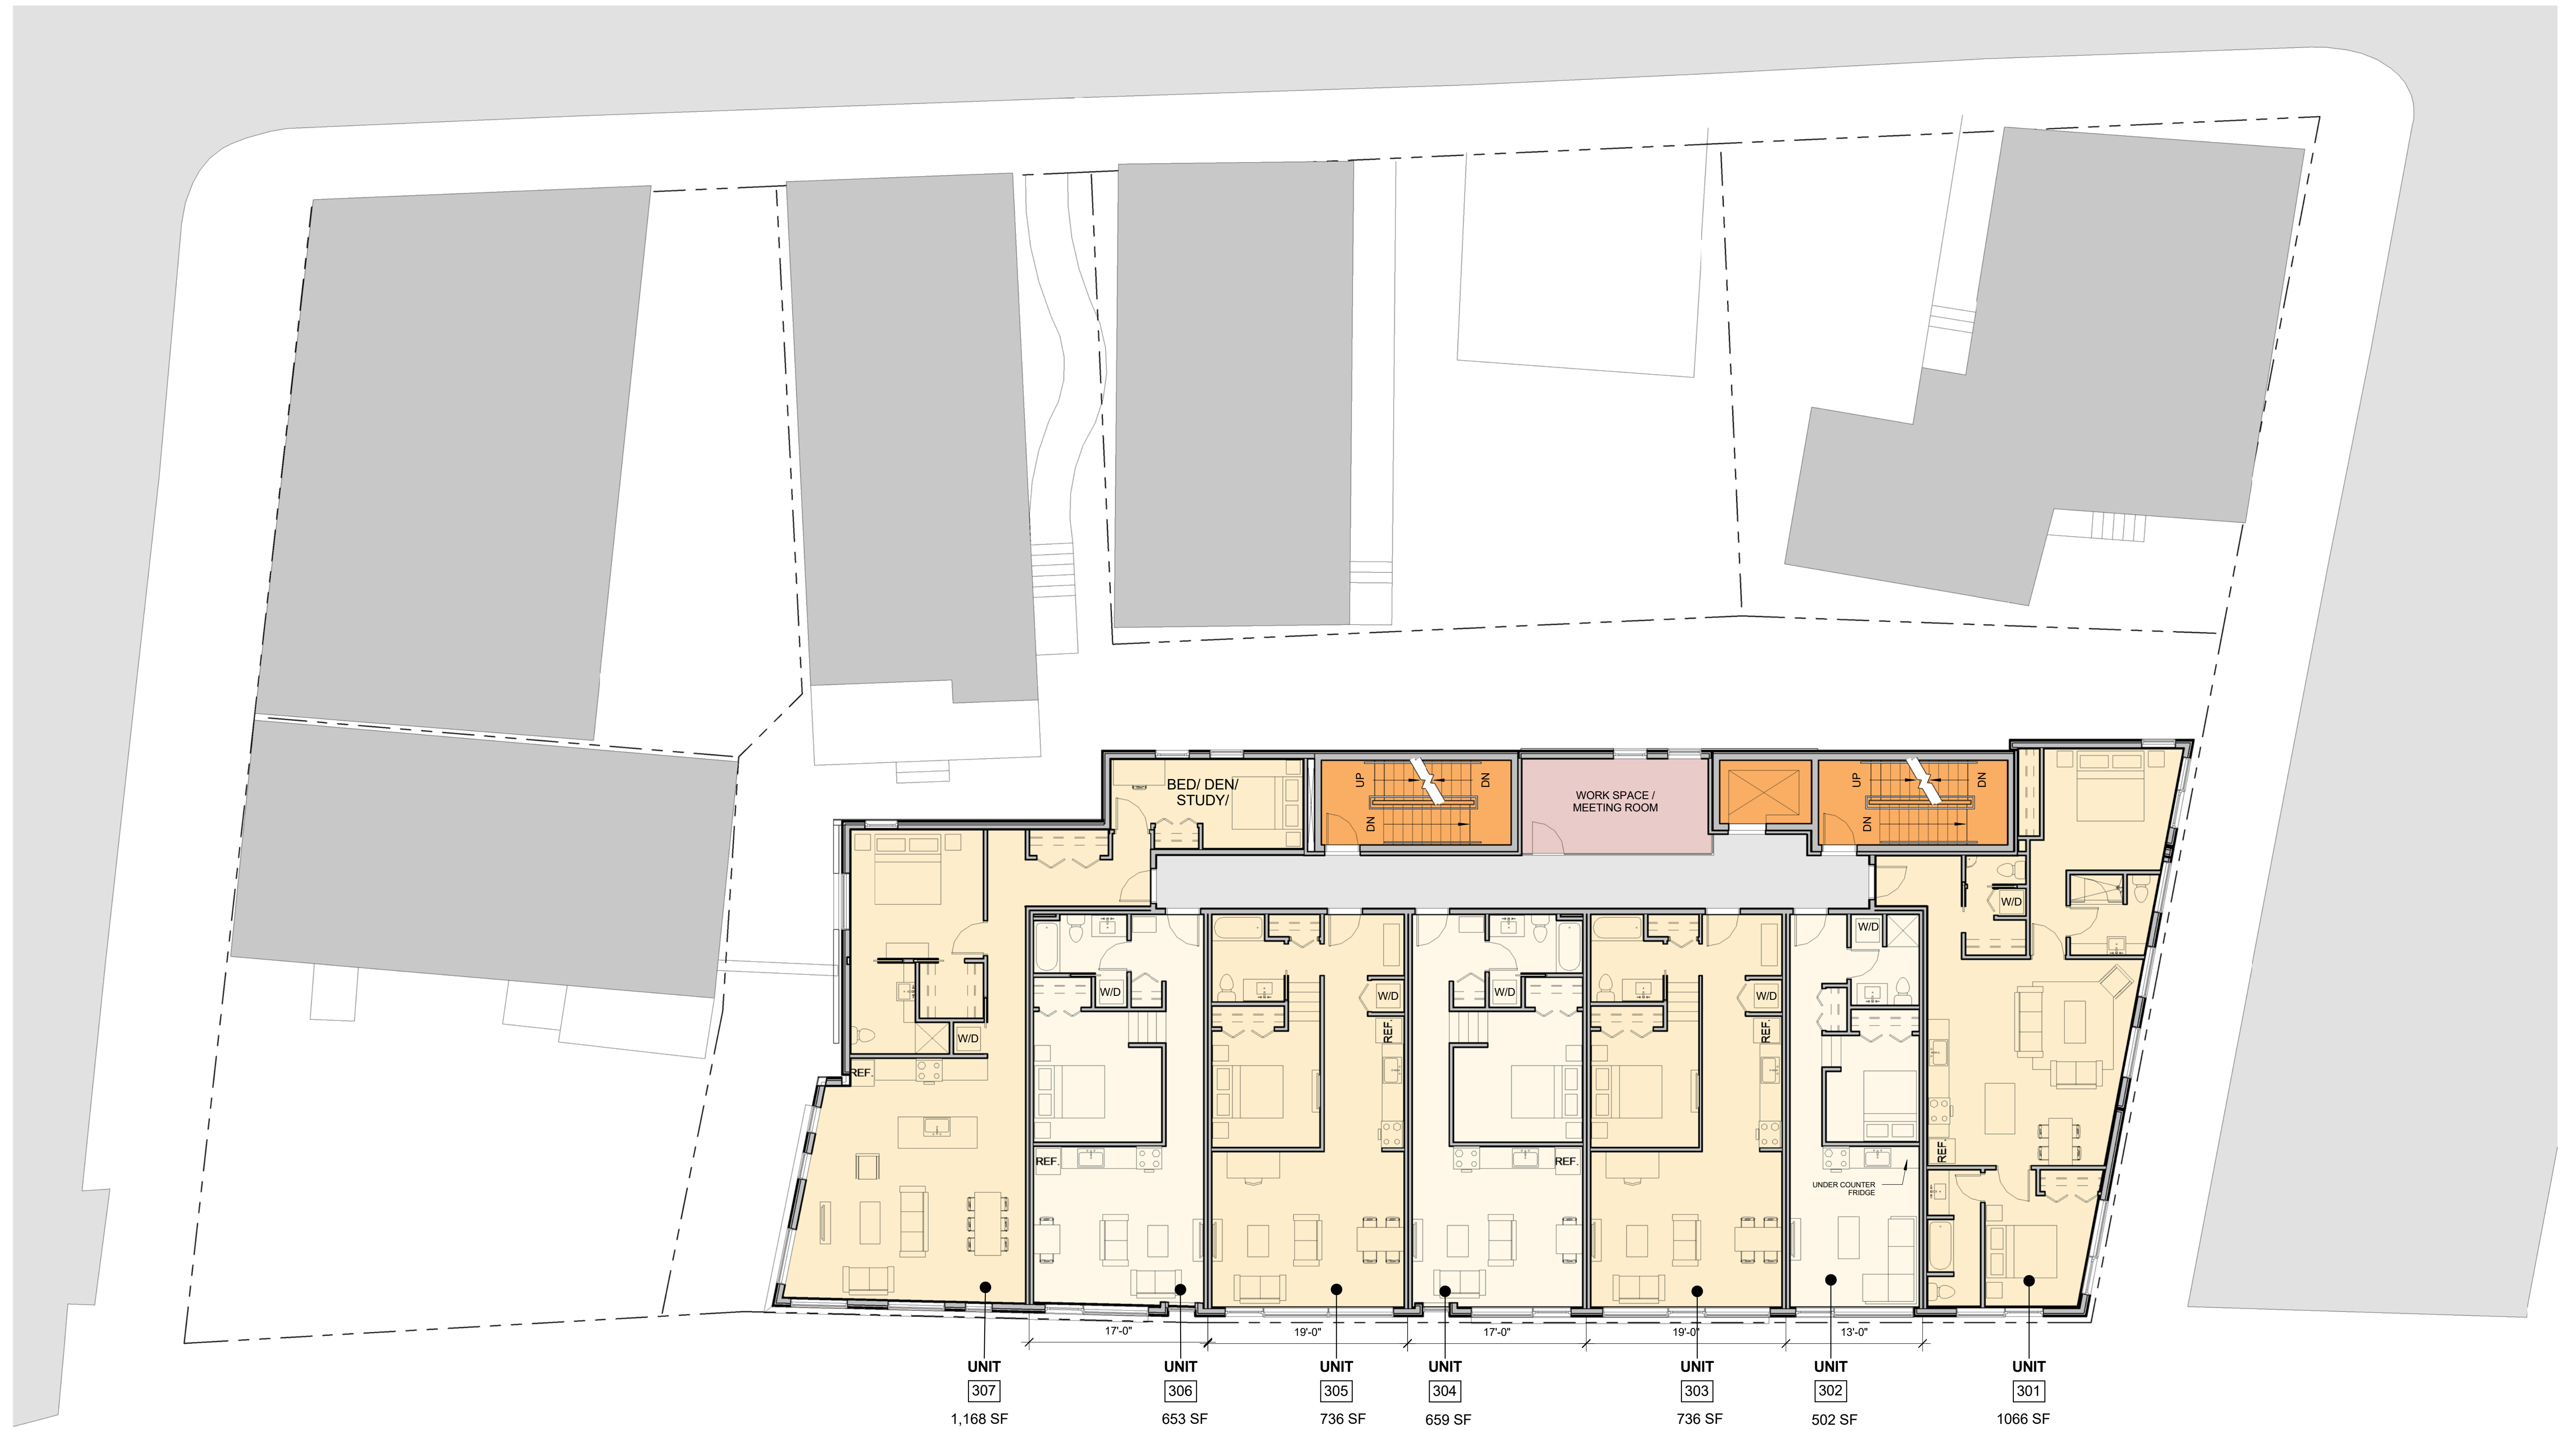 BED/ DEN/
STUDY/
UP
DN
DN
WORK SPACE /
MEETING ROOM
UP
DN
DN
W/D
W/D
W/D
W/D
W/D
W/D
W/D
REF.
REF.
REF.
REF.
REF.
REF.
UNDER COUNTER
FRIDGE
17'-0"
19'-0"
17'-0"
19'-0"
13'-0"
UNIT
307
1,168 SF
UNIT
306
653 SF
UNIT
305
736 SF
UNIT
304
659 SF
UNIT
303
736 SF
UNIT
302
502 SF
UNIT
301
1066 SF